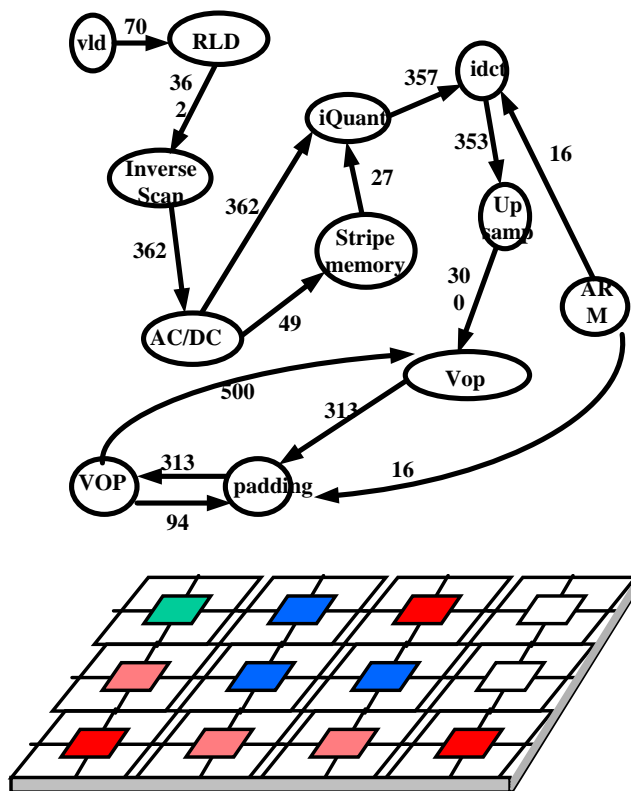 70
vld
RLD
36
2
357
idct
iQuant
353
16
Inverse
Scan
27
362
Up
samp
362
Stripe
memory
30
0
AR
M
49
AC/DC
Vop
500
313
313
16
VOP
padding
94